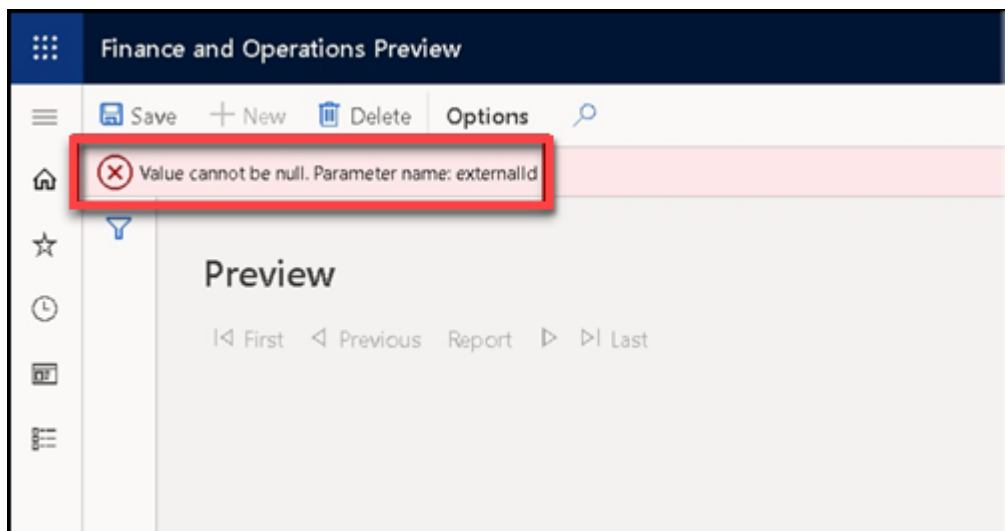 Finance and Operations Preview
Save New Delete Options
Value cannot be null. Parameter name: externalId
Preview
First Previous Report Last